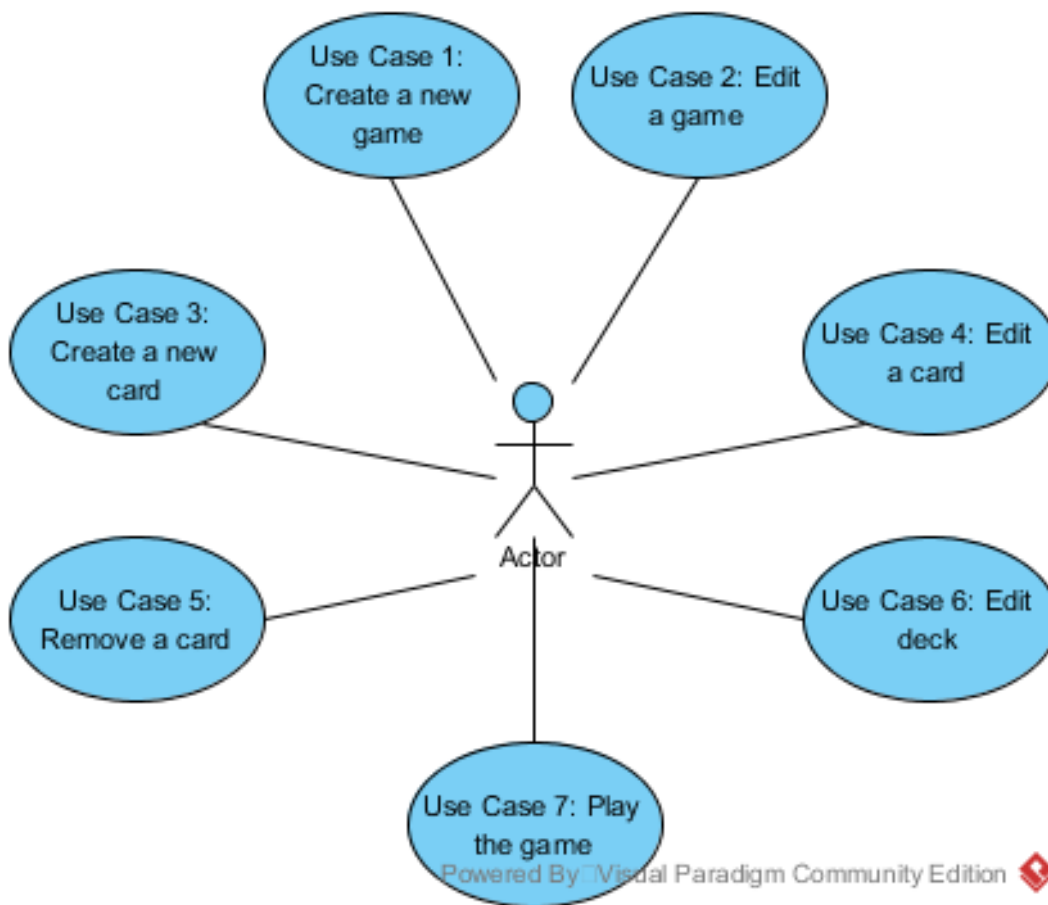 Use Case 1:
Create a new
game
Use Case 2: Edit
a game
Use Case 3:
Create a new
card
Use Case 4: Edit
a card
Actor
Use Case 5:
Remove a card
Use Case 6: Edit
deck
Use Case 7: Play
the game
Powered By Visual Paradigm Community Edition